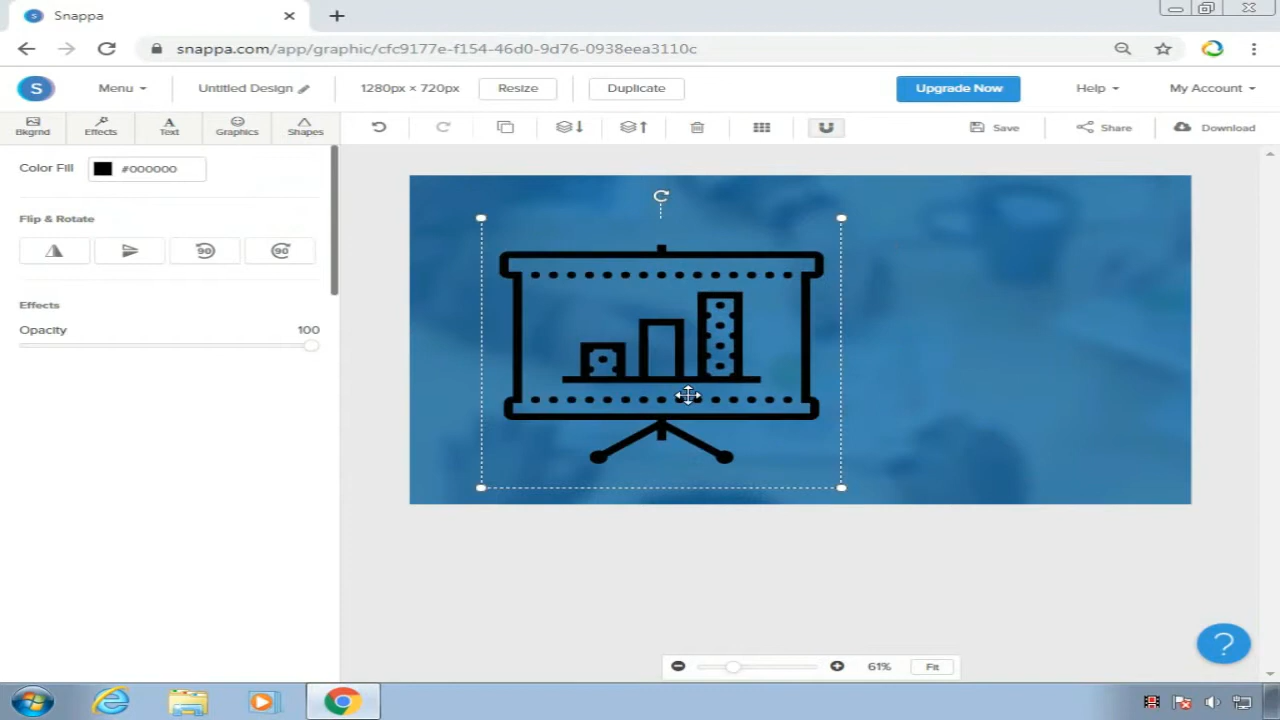 Snappa
snappa.com/app/graphic/cfc9177e-f154-46d0-9d76-0938eea3110c
S Menu Untitled Design 1280px × 720px Resize Duplicate Upgrade Now Help My Account
Bkgrnd Effects Text Graphics Shapes Save Share Download
Color Fill #000000
Flip & Rotate
90 90
Effects
Opacity 100
?
61% Fit